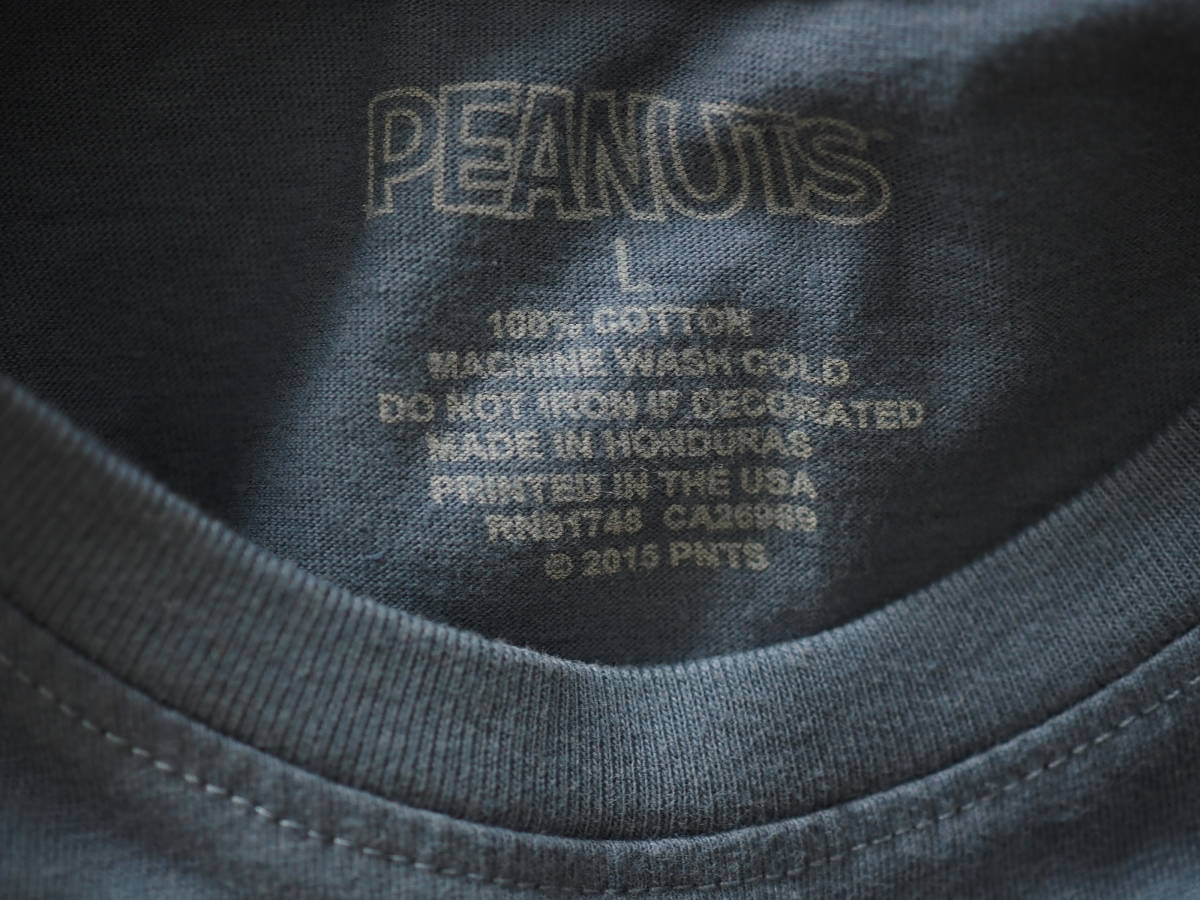 PEANUTS
L
100% COTTON
MACHINE WASH COLD
DO NOT IRON IF DECORATED
MADE IN HONDURAS
PRINTED IN THE USA
© 2015 PNTS